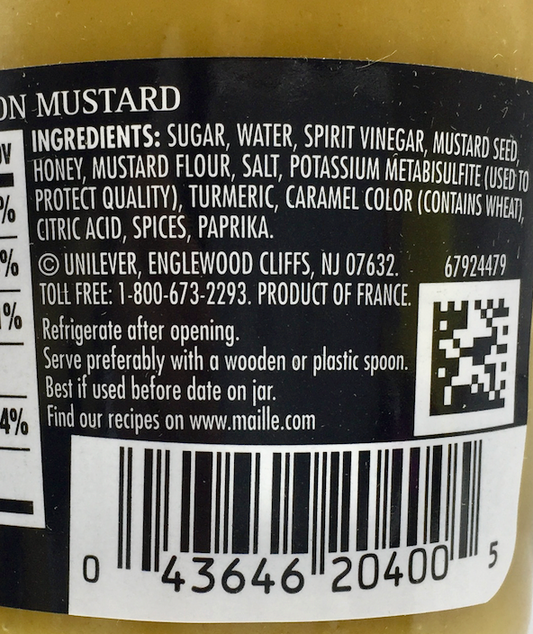 ON MUSTARD
INGREDIENTS: SUGAR, WATER, SPIRIT VINEGAR, MUSTARD SEED,
HONEY, MUSTARD FLOUR, SALT, POTASSIUM METABISULFITE (USED TO
PROTECT QUALITY), TURMERIC, CARAMEL COLOR (CONTAINS WHEAT),
CITRIC ACID, SPICES, PAPRIKA.
© UNILEVER, ENGLEWOOD CLIFFS, NJ 07632. 67924479
TOLL FREE: 1-800-673-2293. PRODUCT OF FRANCE.
Refrigerate after opening.
Serve preferably with a wooden or plastic spoon.
Best if used before date on jar.
Find our recipes on www.maille.com
DV
%
%
1%
4%
0 43646 20400 5